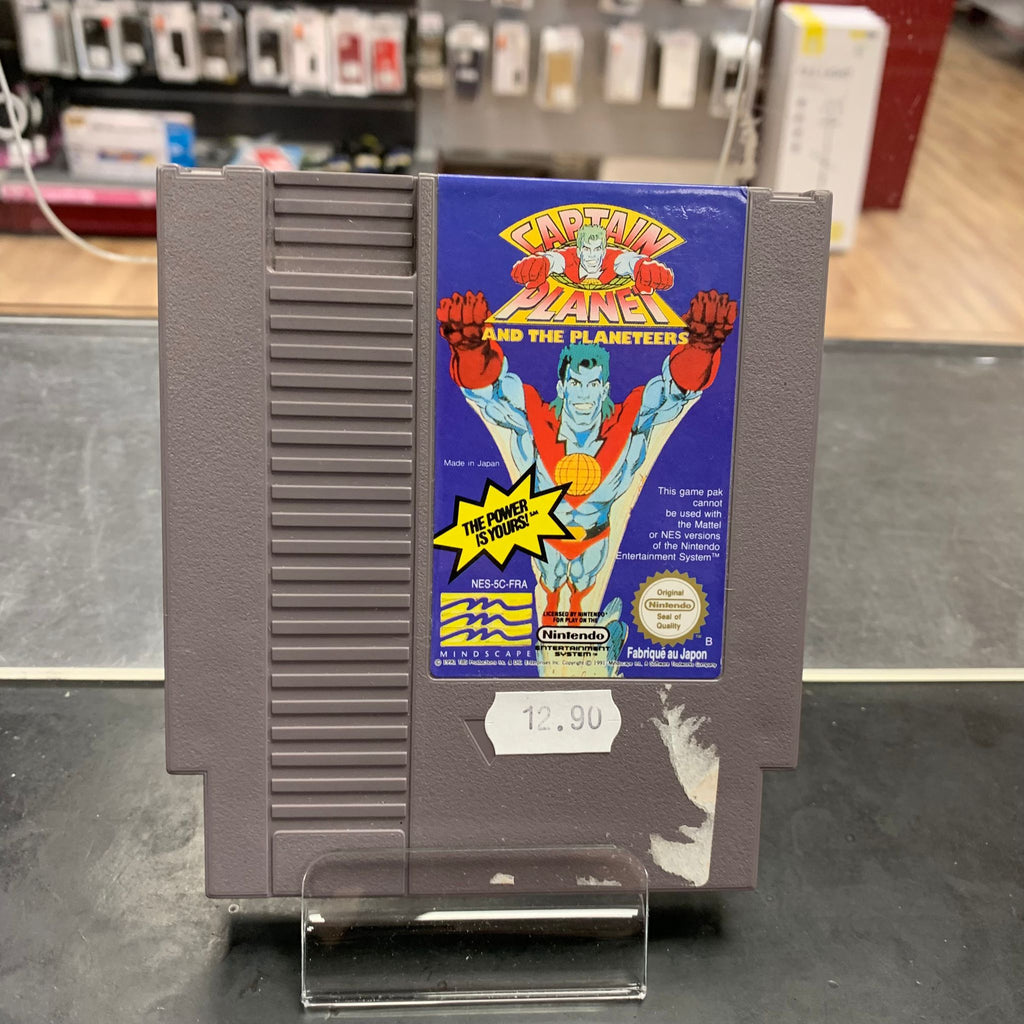 CAPTAIN
PLANET
AND THE PLANETEERS
Made in Japan
THE POWER
IS YOURS!
This game pak
cannot
be used with
the Mattel
or NES versions
of the Nintendo
Entertainment System™
NES-5C-FRA
MINDSCAPE
LICENSED BY NINTENDO®
FOR PLAY ON THE
Nintendo
ENTERTAINMENT
SYSTEM™
Original
Nintendo
Seal of
Quality
B
Fabriqué au Japon
12.90